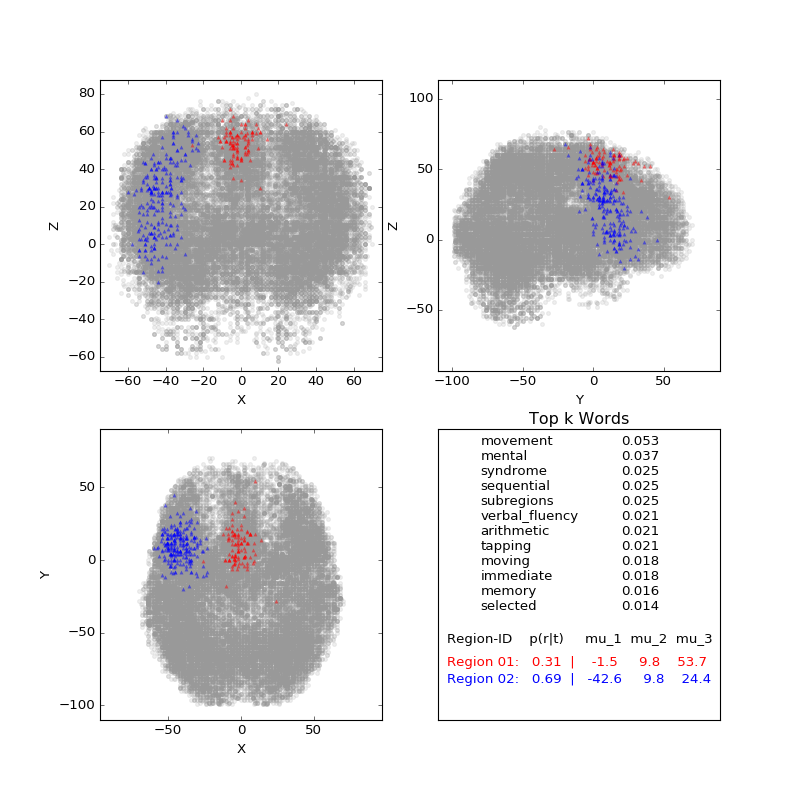 80
60
40
20
0
−20
−40
−60
Z
−60 −40 −20 0 20 40 60
X
100
50
0
−50
Z
−100 −50 0 50
Y
50
0
−50
−100
Y
−50 0 50
X
Top k Words
movement 0.053
mental 0.037
syndrome 0.025
sequential 0.025
subregions 0.025
verbal_fluency 0.021
arithmetic 0.021
tapping 0.021
moving 0.018
immediate 0.018
memory 0.016
selected 0.014
Region-ID p(r|t) mu_1 mu_2 mu_3
Region 01: 0.31 | -1.5 9.8 53.7
Region 02: 0.69 | -42.6 9.8 24.4